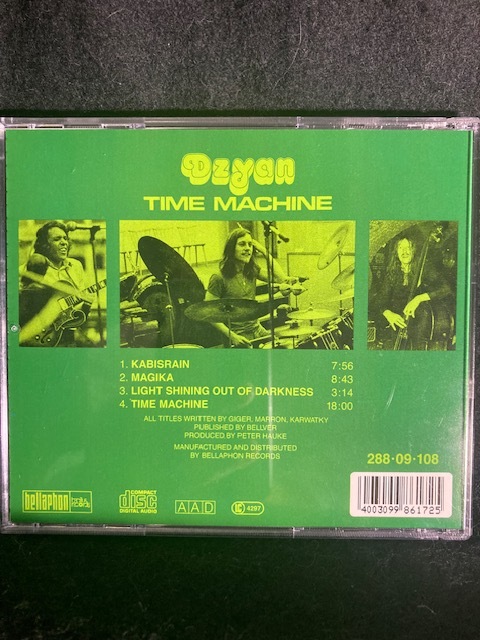 Dzyan
TIME MACHINE
1. KABISRAIN 7:56
2. MAGIKA 8:43
3. LIGHT SHINING OUT OF DARKNESS 3:14
4. TIME MACHINE 18:00
ALL TITLES WRITTEN BY GIGER, MARRON, KARWATKY
PUBLISHED BY BELLVER
PRODUCED BY PETER HAUKE
MANUFACTURED AND DISTRIBUTED
BY BELLAPHON RECORDS
288·09·108
bellaphon
COMPACT
disc
DIGITAL AUDIO
AAD
LC 4297
4003099 861725